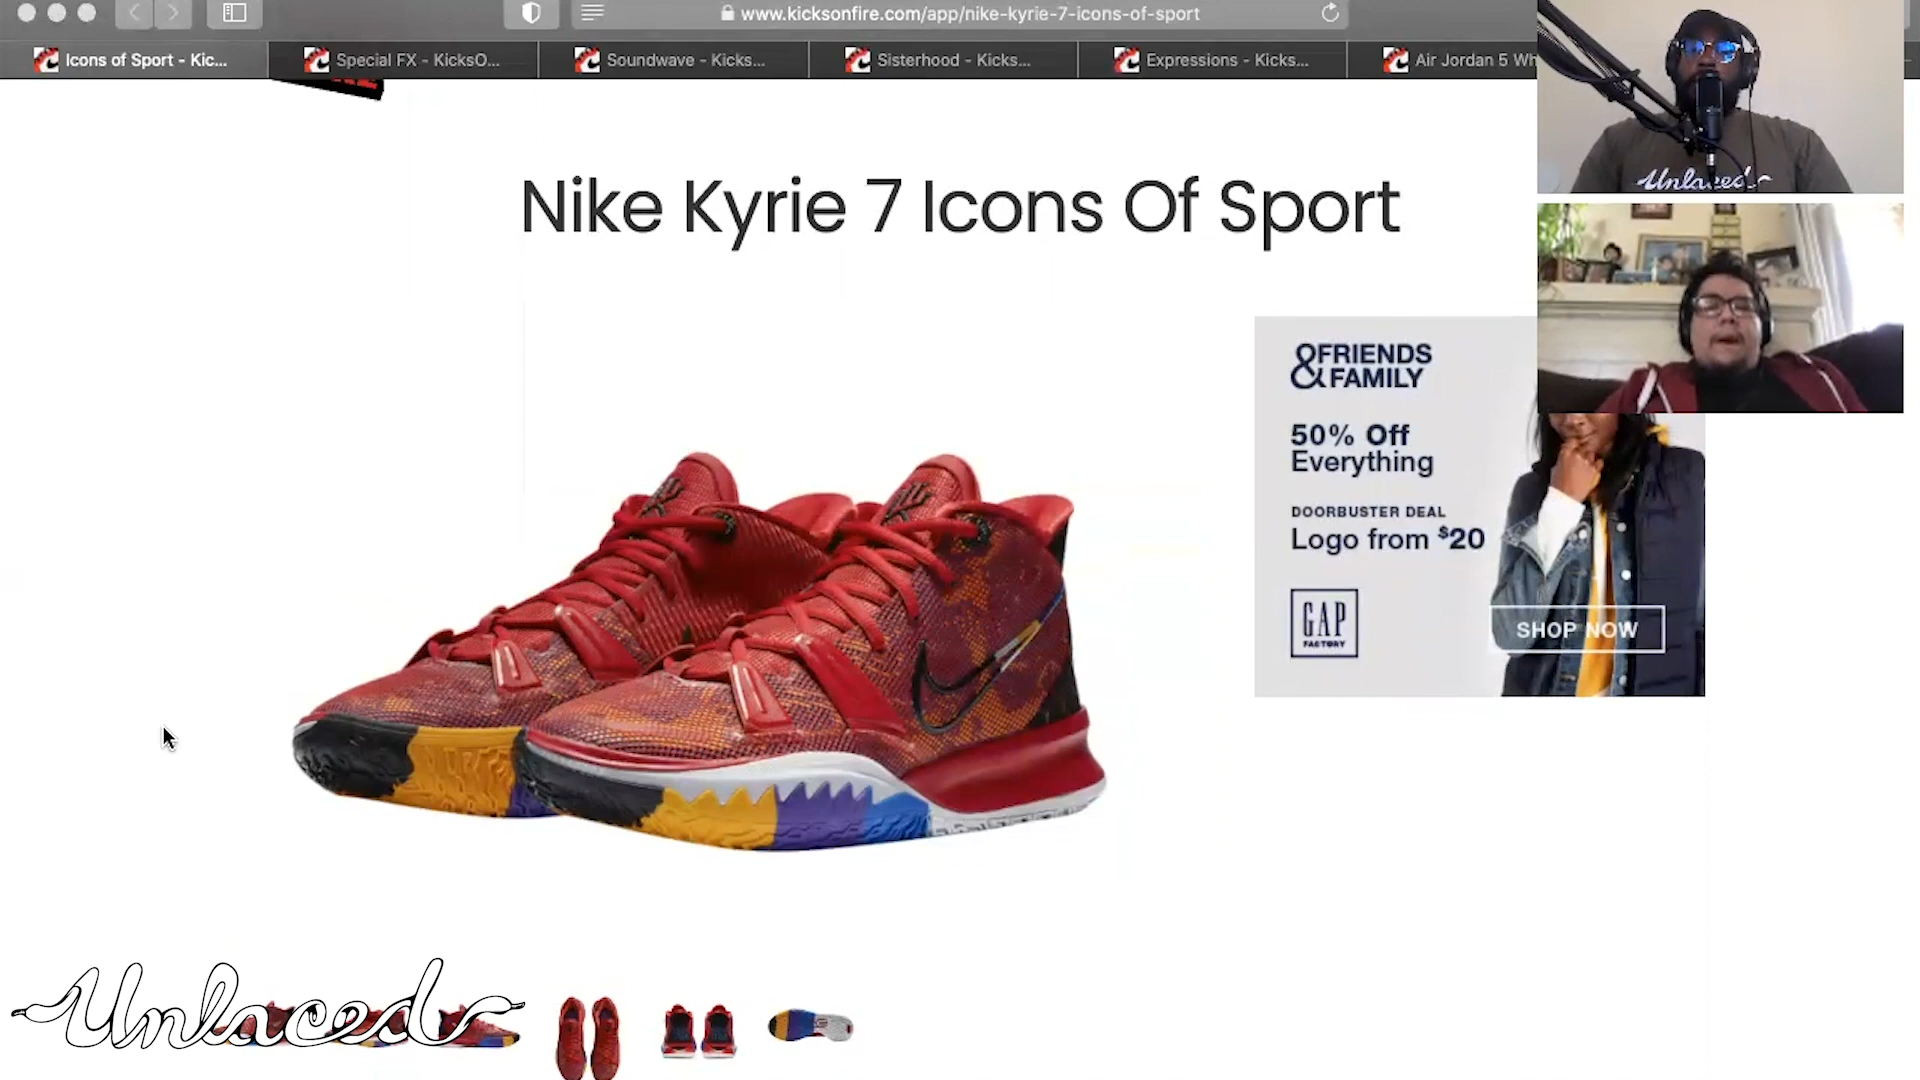 www.kicksonfire.com/app/nike-kyrie-7-icons-of-sport
Icons of Sport - Kic...
Special FX - KicksO...
Soundwave - Kicks...
Sisterhood - Kicks...
Expressions - Kicks...
Air Jordan 5 Wh
Unlaced
Nike Kyrie 7 Icons Of Sport
&FRIENDS
&FAMILY
50% Off
Everything
DOORBUSTER DEAL
Logo from $20
GAP
FACTORY
SHOP NOW
Unlaced